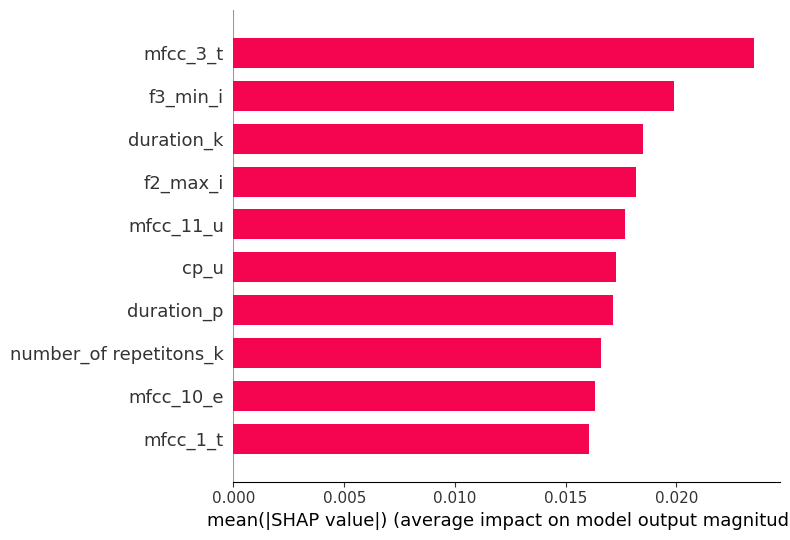 mfcc_3_t
f3_min_i
duration_k
f2_max_i
mfcc_11_u
cp_u
duration_p
number_of repetitons_k
mfcc_10_e
mfcc_1_t
0.000 0.005 0.010 0.015 0.020
mean(|SHAP value|) (average impact on model output magnitud